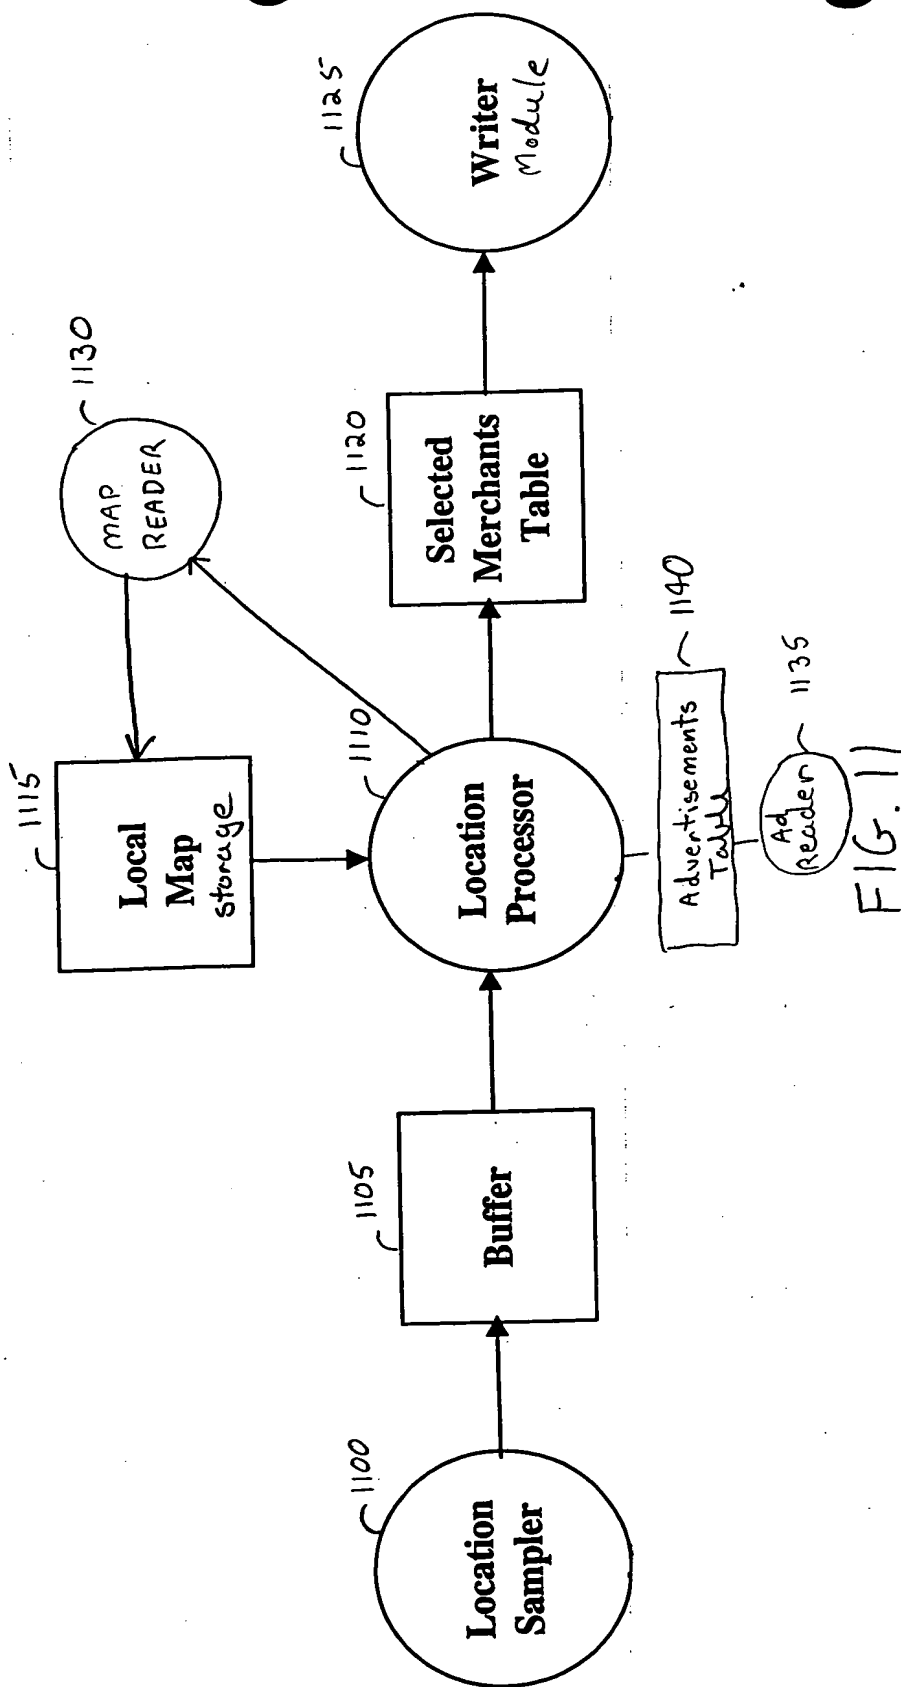 1115
Local
Map
storage
1130
MAP
READER
1100
Location
Sampler
1105
Buffer
1110
Location
Processor
1120
Selected
Merchants
Table
1125
Writer
Module
Advertisements
Table
1140
Ad
Reader
1135
FIG. 11